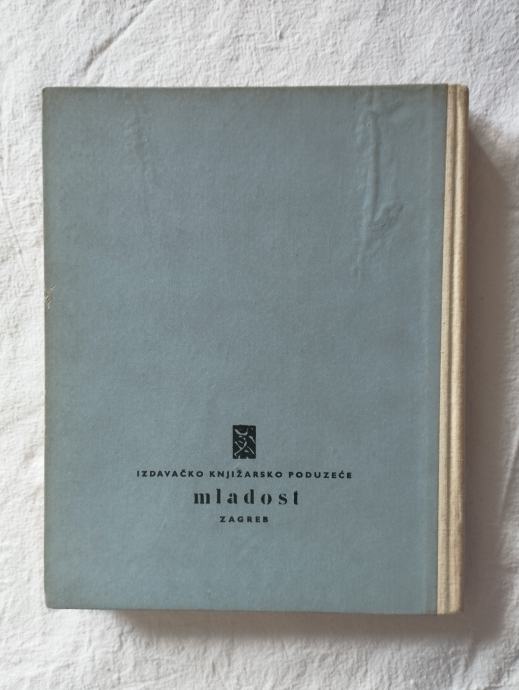 IZDAVAČKO KNJIŽARSKO PODUZEĆE
mladost
ZAGREB